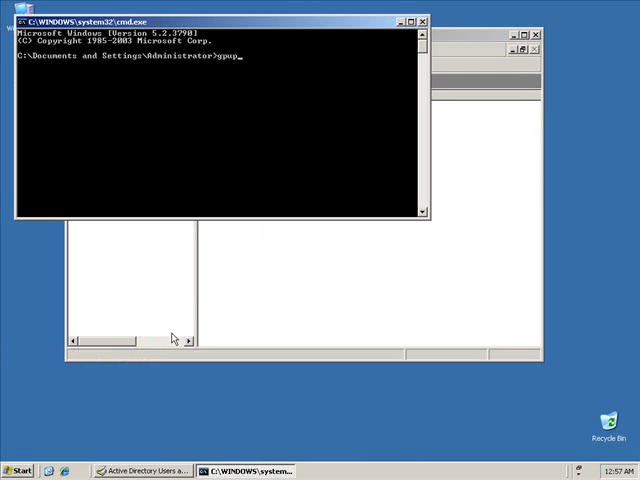 C:\WINDOWS\system32\cmd.exe
Microsoft Windows [Version 5.2.3790]
(C) Copyright 1985-2003 Microsoft Corp.
C:\Documents and Settings\Administrator>gpup_
Recycle Bin
Start
Active Directory Users a...
C:\WINDOWS\system...
12:57 AM